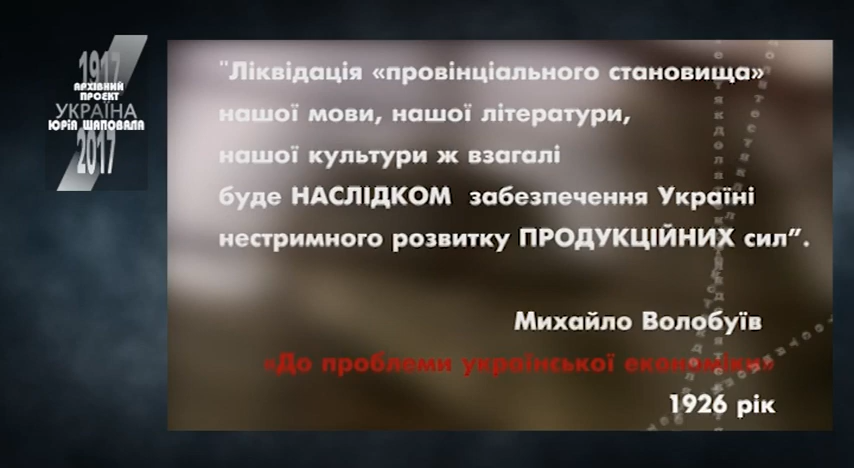 1917
АРХІВНИЙ
ПРОЄКТ
УКРАЇНА
ЮРІЯ ШАПОВАЛА
2017
"Ліквідація «провінціального становища»
нашої мови, нашої літератури,
нашої культури ж взагалі
буде НАСЛІДКОМ забезпечення Україні
нестримного розвитку ПРОДУКЦІЙНИХ сил”.
Михайло Волобуїв
«До проблеми української економіки»
1926 рік